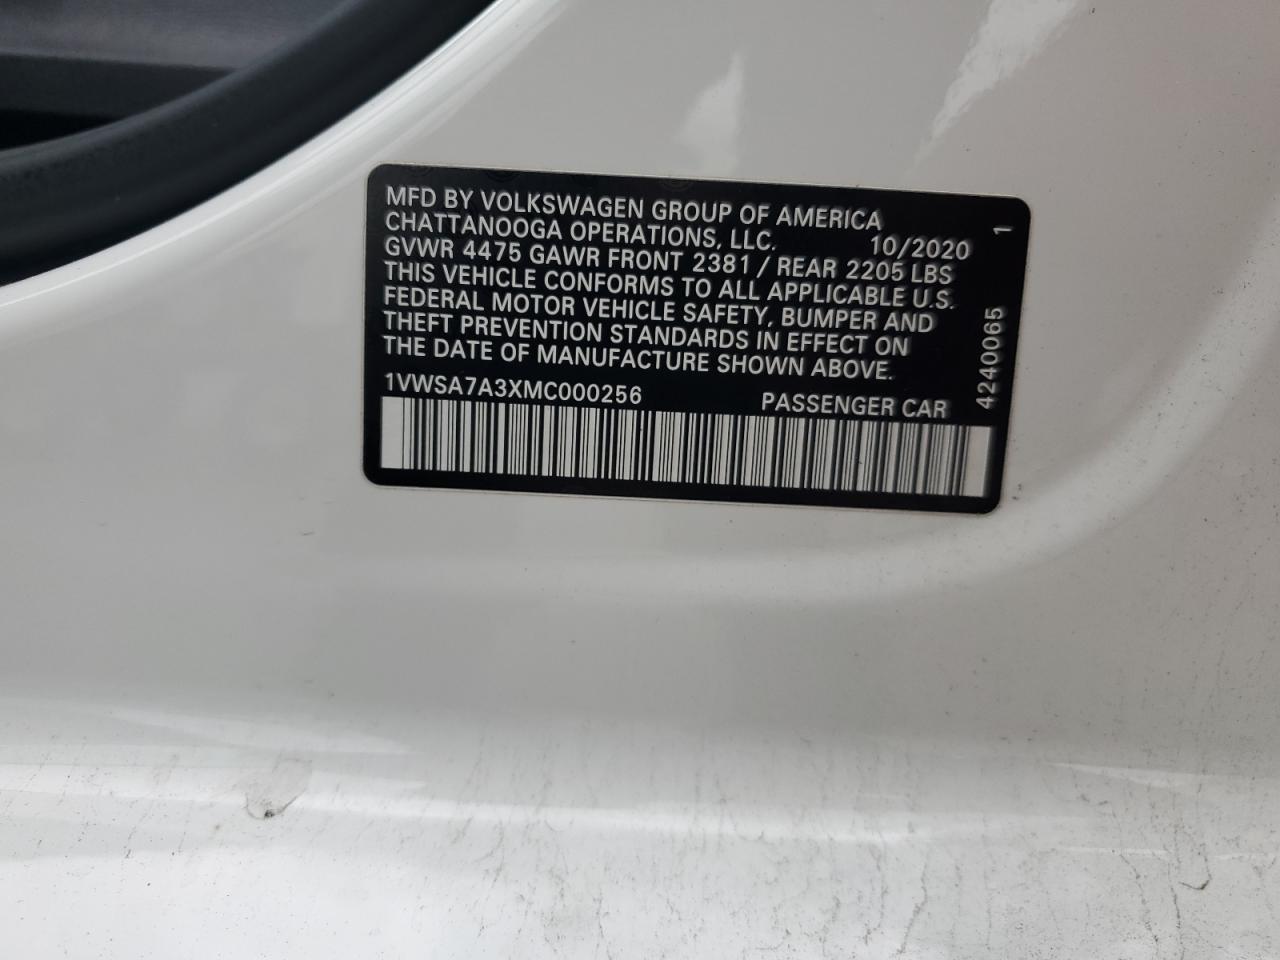 MFD BY VOLKSWAGEN GROUP OF AMERICA
CHATTANOOGA OPERATIONS, LLC. 10/2020
GVWR 4475 GAWR FRONT 2381 / REAR 2205 LBS
THIS VEHICLE CONFORMS TO ALL APPLICABLE U.S.
FEDERAL MOTOR VEHICLE SAFETY, BUMPER AND
THEFT PREVENTION STANDARDS IN EFFECT ON
THE DATE OF MANUFACTURE SHOWN ABOVE.
1VWSA7A3XMC000256 PASSENGER CAR
4240065 1